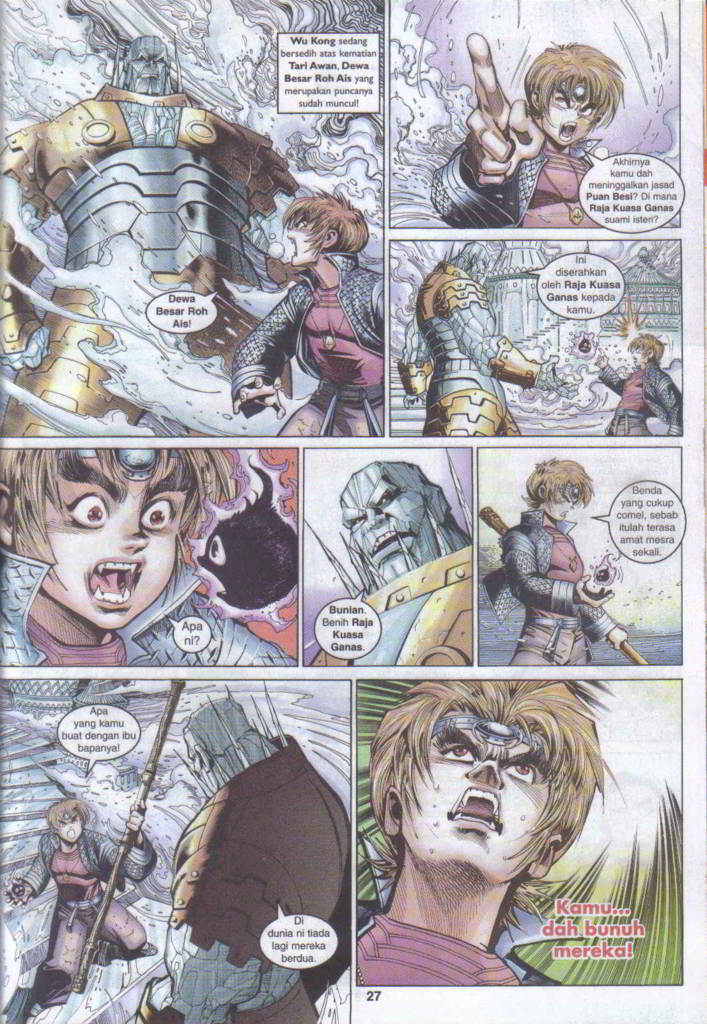 Wu Kong sedang
bersedih atas kematian
Tari Awan, Dewa
Besar Roh Ais yang
merupakan puncanya
sudah muncul!
Dewa
Besar Roh
Ais!
Akhirnya
kamu dah
meninggalkan jasad
Puan Besi? Di mana
Raja Kuasa Ganas
suami isteri?
Ini
diserahkan
oleh Raja Kuasa
Ganas kepada
kamu.
Apa
ni?
Bunian.
Benih Raja
Kuasa
Ganas.
Benda
yang cukup
comel, sebab
itulah terasa
amat mesra
sekali.
Apa
yang kamu
buat dengan ibu
bapanya!
Di
dunia ni tiada
lagi mereka
berdua.
Kamu...
dah bunuh
mereka!
27